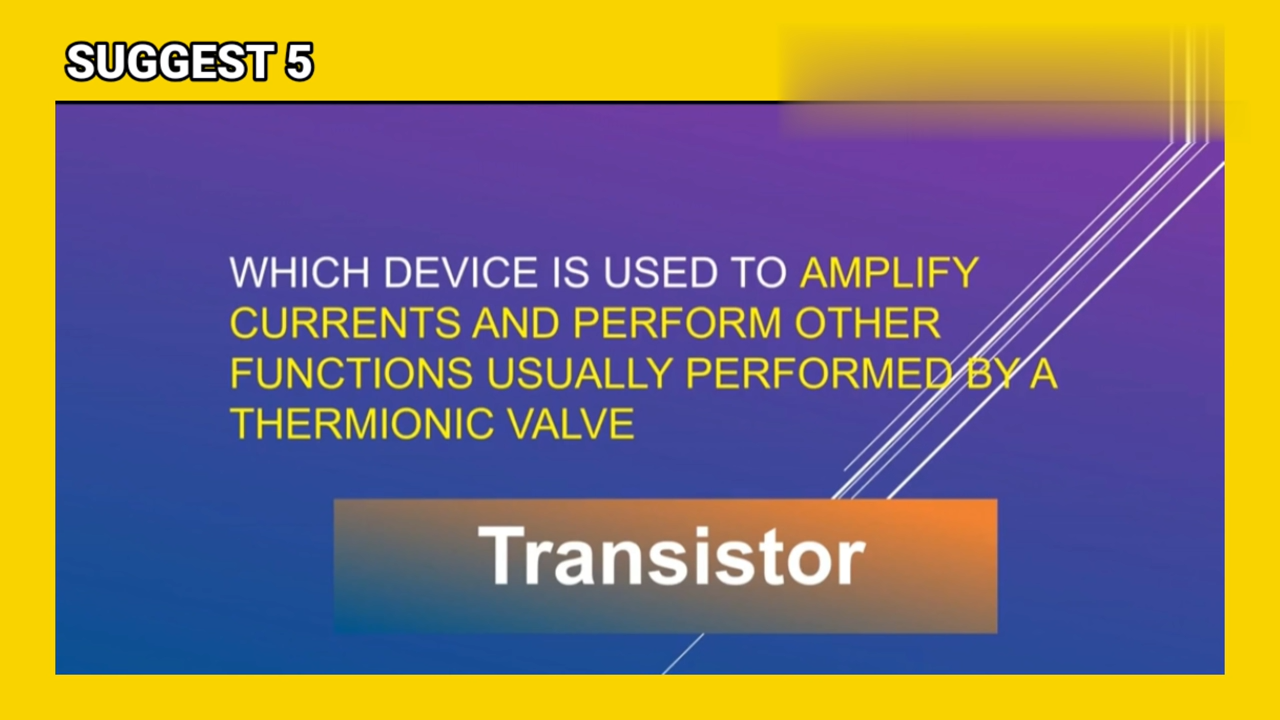 SUGGEST 5
WHICH DEVICE IS USED TO AMPLIFY
CURRENTS AND PERFORM OTHER
FUNCTIONS USUALLY PERFORMED BY A
THERMIONIC VALVE
Transistor